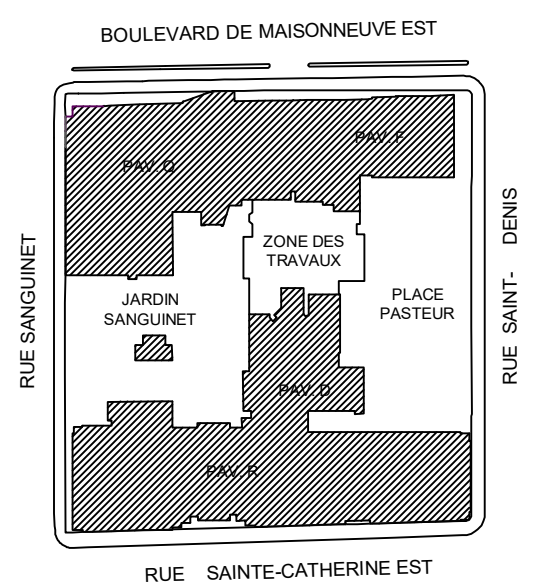 BOULEVARD DE MAISONNEUVE EST
PAV. F
PAV. Q
RUE SANGUINET
ZONE DES
TRAVAUX
RUE SAINT- DENIS
JARDIN
SANGUINET
PLACE
PASTEUR
PAV. D
PAV. R
RUE SAINTE-CATHERINE EST